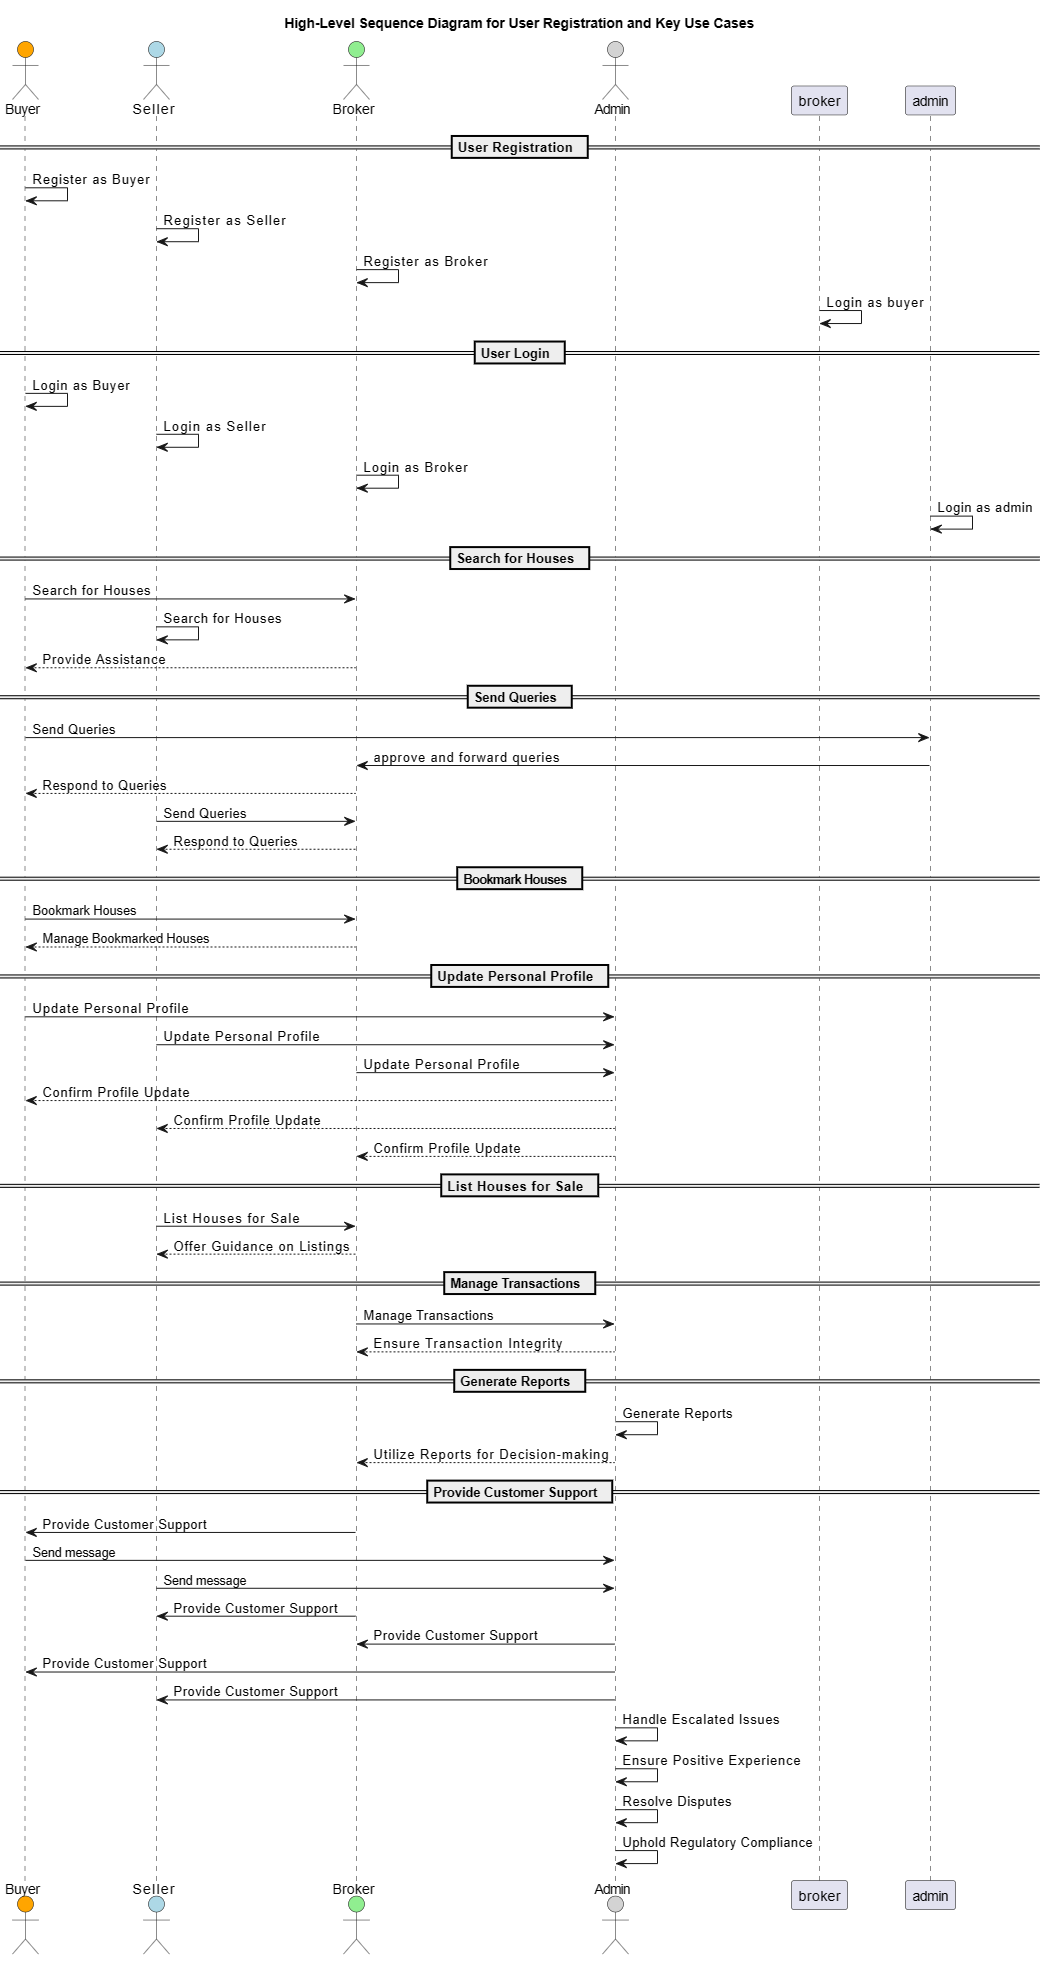 High-Level Sequence Diagram for User Registration and Key Use Cases
Buyer
Seller
Broker
Admin
broker
admin
User Registration
Register as Buyer
Register as Seller
Register as Broker
Login as buyer
User Login
Login as Buyer
Login as Seller
Login as Broker
Login as admin
Search for Houses
Search for Houses
Search for Houses
Provide Assistance
Send Queries
Send Queries
approve and forward queries
Respond to Queries
Send Queries
Respond to Queries
Bookmark Houses
Bookmark Houses
Manage Bookmarked Houses
Update Personal Profile
Update Personal Profile
Update Personal Profile
Update Personal Profile
Confirm Profile Update
Confirm Profile Update
Confirm Profile Update
List Houses for Sale
List Houses for Sale
Offer Guidance on Listings
Manage Transactions
Manage Transactions
Ensure Transaction Integrity
Generate Reports
Generate Reports
Utilize Reports for Decision-making
Provide Customer Support
Provide Customer Support
Send message
Send message
Provide Customer Support
Provide Customer Support
Provide Customer Support
Provide Customer Support
Handle Escalated Issues
Ensure Positive Experience
Resolve Disputes
Uphold Regulatory Compliance
Buyer
Seller
Broker
Admin
broker
admin